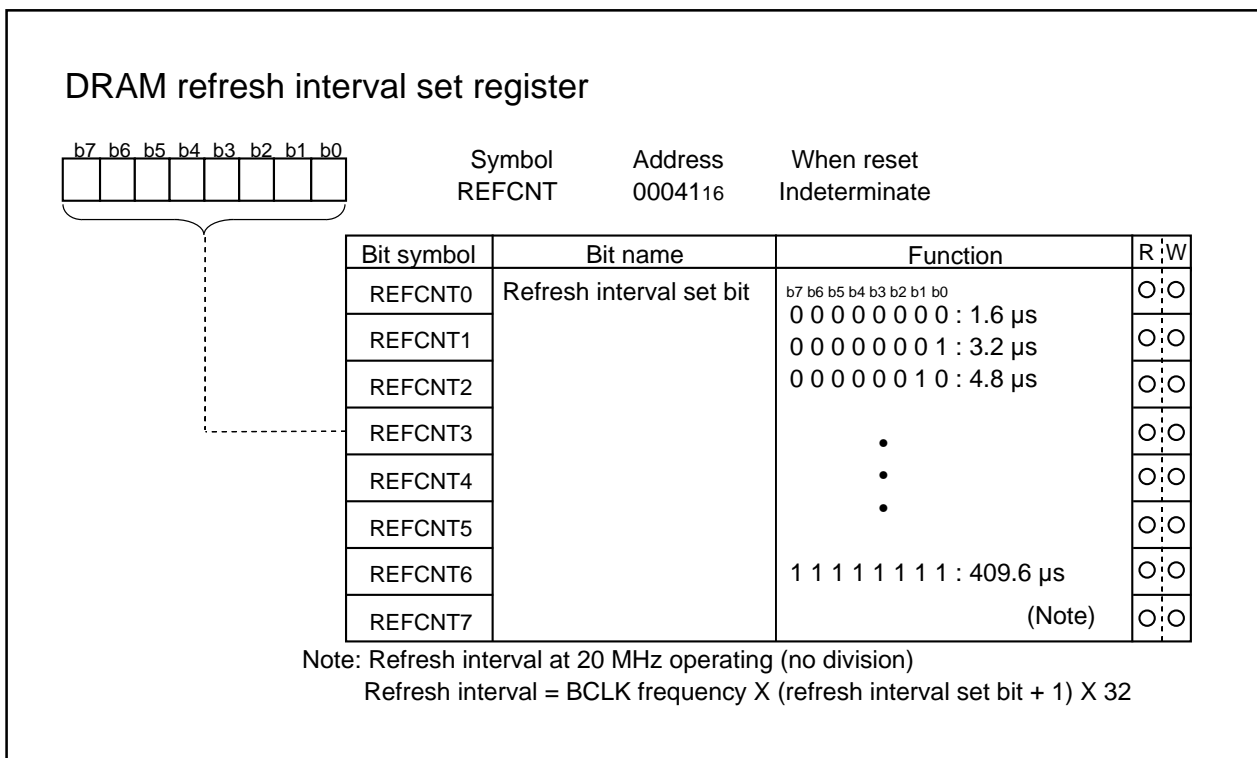 DRAM refresh interval set register
b7 b6 b5 b4 b3 b2 b1 b0
Symbol Address When reset
REFCNT 0004116 Indeterminate
Bit symbol Bit name Function R W
REFCNT0 Refresh interval set bit b7 b6 b5 b4 b3 b2 b1 b0
0 0 0 0 0 0 0 0 : 1.6 µs
REFCNT1 0 0 0 0 0 0 0 1 : 3.2 µs
REFCNT2 0 0 0 0 0 0 1 0 : 4.8 µs
REFCNT3
REFCNT4
REFCNT5
REFCNT6 1 1 1 1 1 1 1 1 : 409.6 µs
REFCNT7 (Note)
Note: Refresh interval at 20 MHz operating (no division)
Refresh interval = BCLK frequency X (refresh interval set bit + 1) X 32